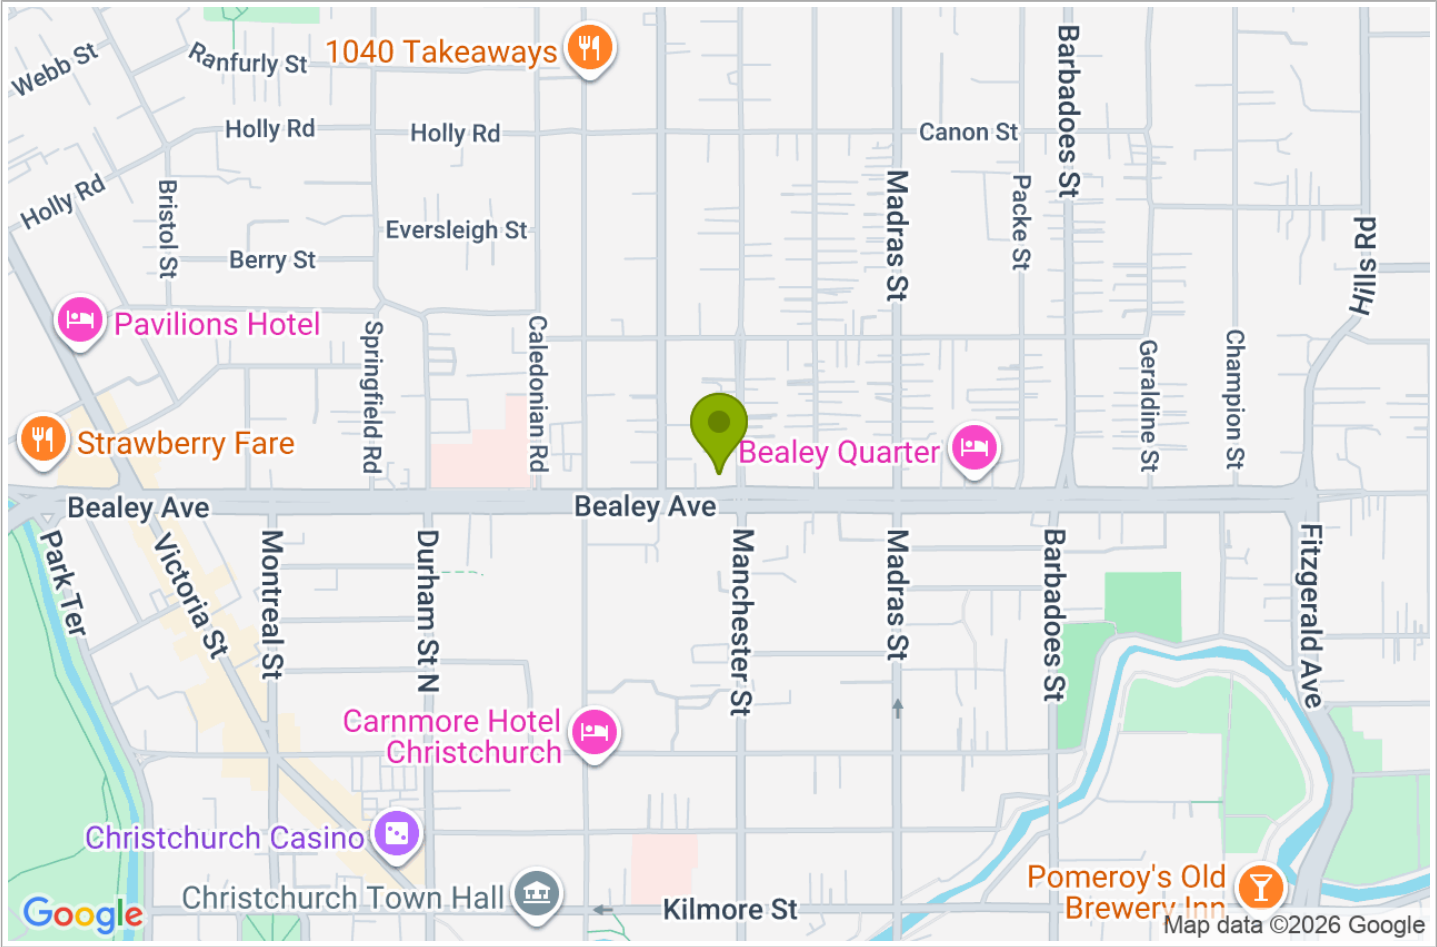 Webb St
Ranfurly St
1040 Takeaways
Barbadoes St
Holly Rd
Holly Rd
Canon St
Holly Rd
Bristol St
Madras St
Packe St
Eversleigh St
Berry St
Hills Rd
Pavilions Hotel
Springfield Rd
Caledonian Rd
Geraldine St
Champion St
Strawberry Fare
Bealey Quarter
Bealey Ave
Bealey Ave
Park Ter
Victoria St
Montreal St
Durham St N
Manchester St
Madras St
Barbadoes St
Fitzgerald Ave
Carnmore Hotel
Christchurch
Christchurch Casino
Christchurch Town Hall
Kilmore St
Pomeroy's Old
Brewery Inn
Google
Map data ©2026 Google